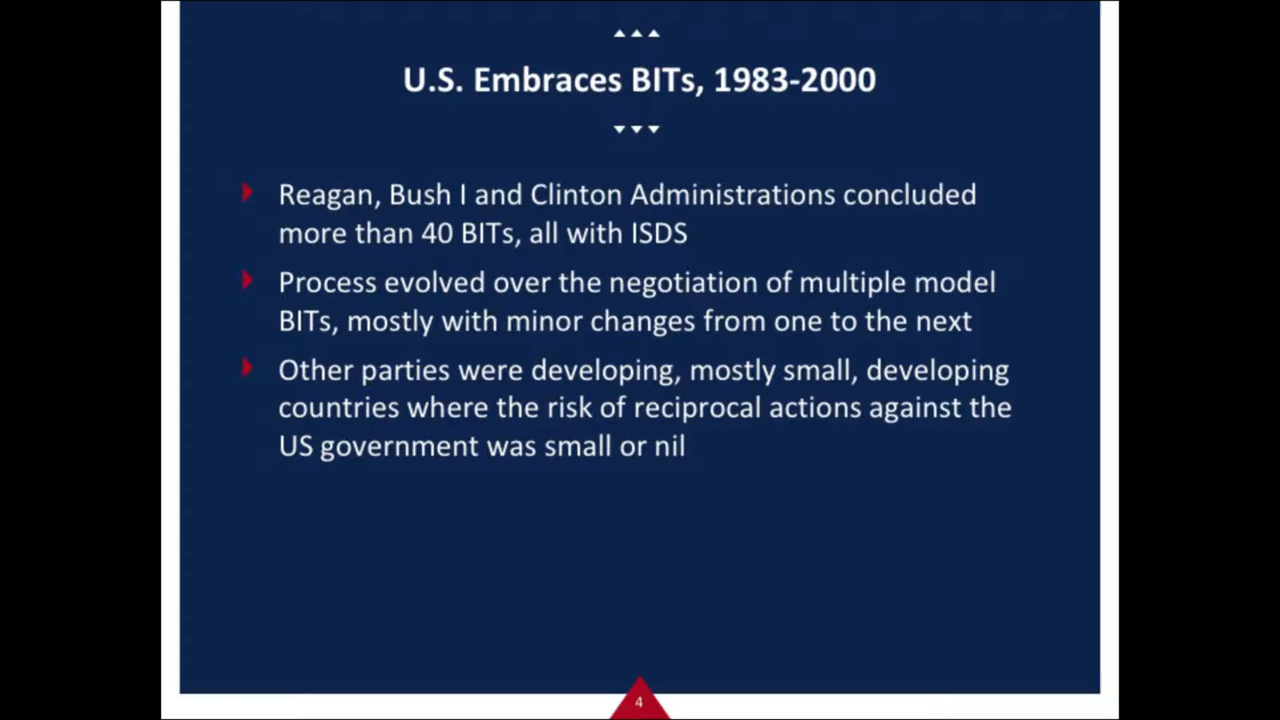 U.S. Embraces BITs, 1983-2000
Reagan, Bush I and Clinton Administrations concluded
more than 40 BITs, all with ISDS
Process evolved over the negotiation of multiple model
BITs, mostly with minor changes from one to the next
Other parties were developing, mostly small, developing
countries where the risk of reciprocal actions against the
US government was small or nil
4